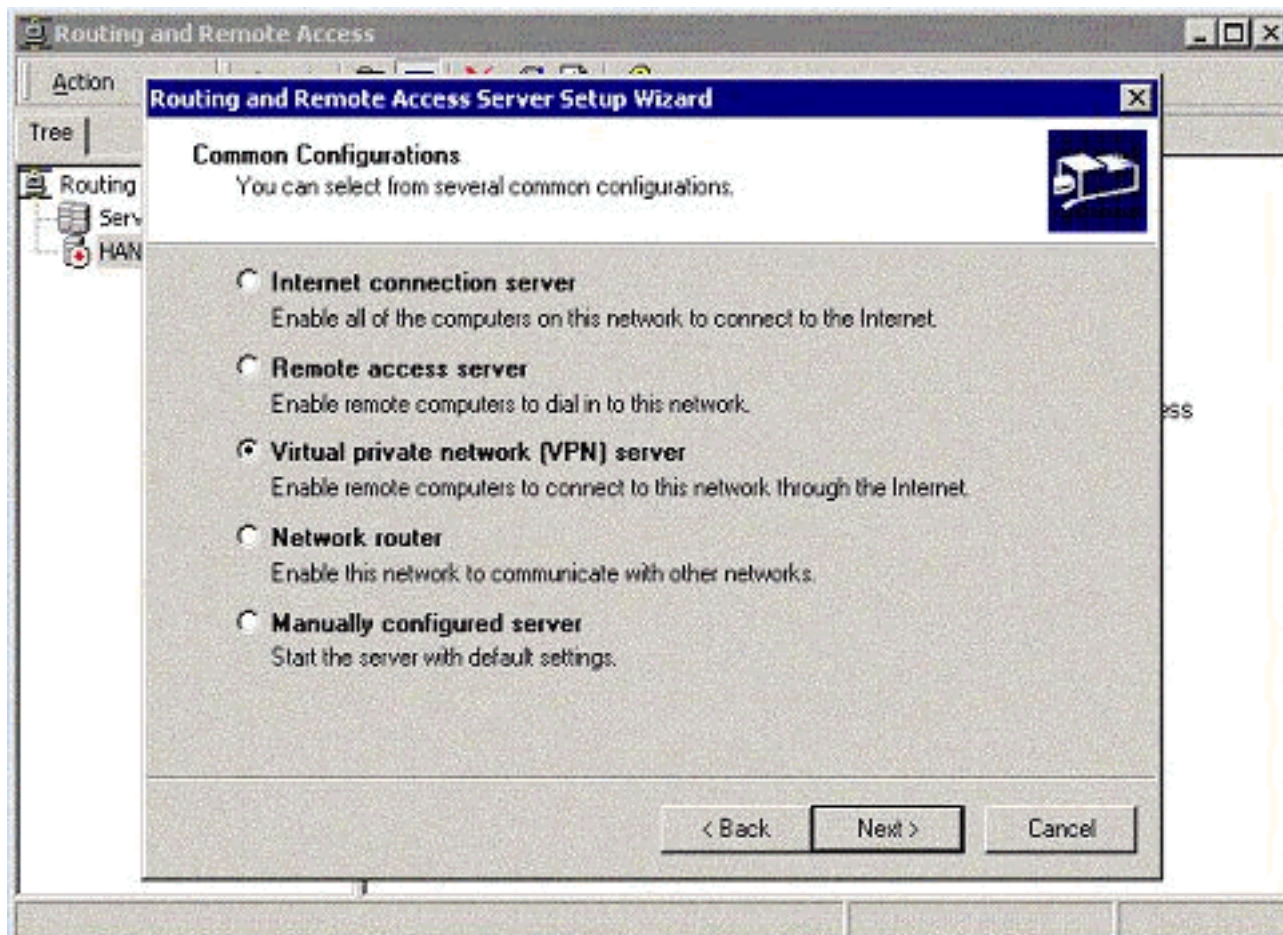 Routing and Remote Access
Action
Routing and Remote Access Server Setup Wizard
Tree
Common Configurations
You can select from several common configurations.
Routing
Serv
HAN
Internet connection server
Enable all of the computers on this network to connect to the Internet.
Remote access server
Enable remote computers to dial in to this network.
ess
Virtual private network (VPN) server
Enable remote computers to connect to this network through the Internet.
Network router
Enable this network to communicate with other networks.
Manually configured server
Start the server with default settings.
< Back
Next >
Cancel